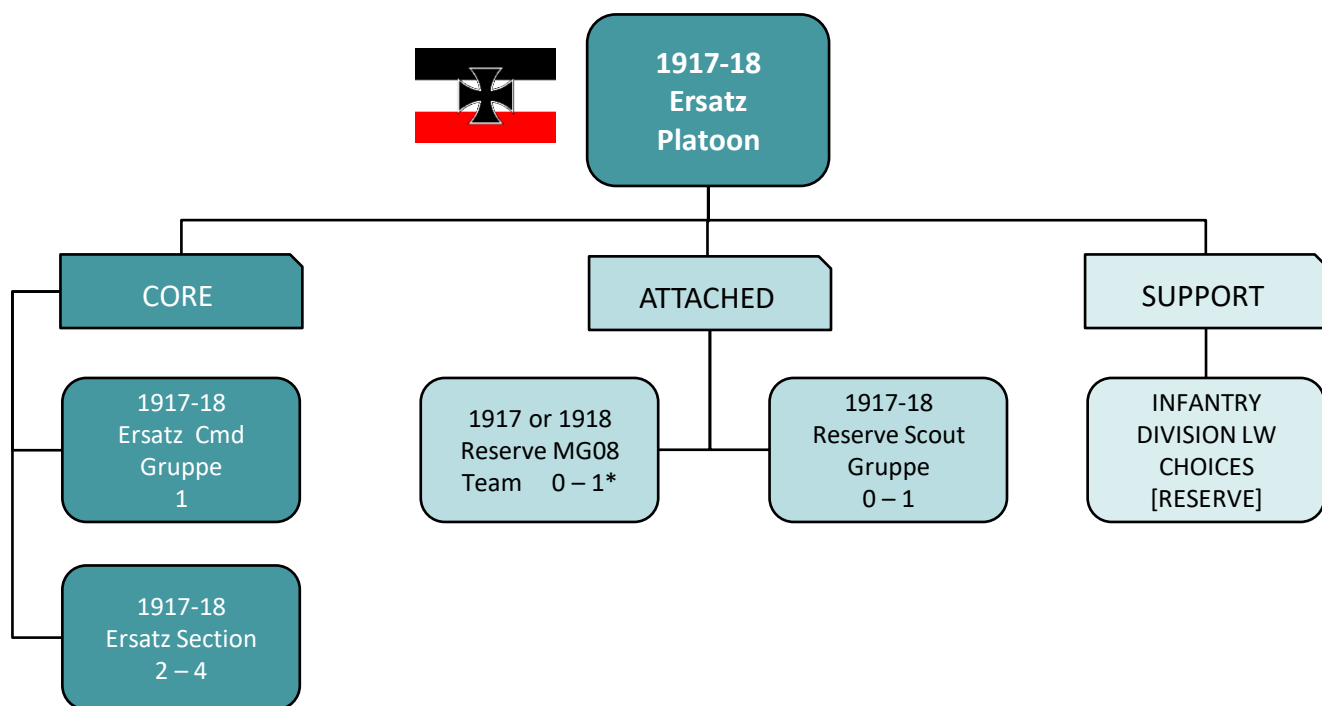 1917-18
Ersatz
Platoon
CORE
ATTACHED
SUPPORT
1917-18
Ersatz Cmd
Gruppe
1
1917 or 1918
Reserve MG08
Team 0 – 1*
1917-18
Reserve Scout
Gruppe
0 – 1
INFANTRY
DIVISION LW
CHOICES
[RESERVE]
1917-18
Ersatz Section
2 – 4